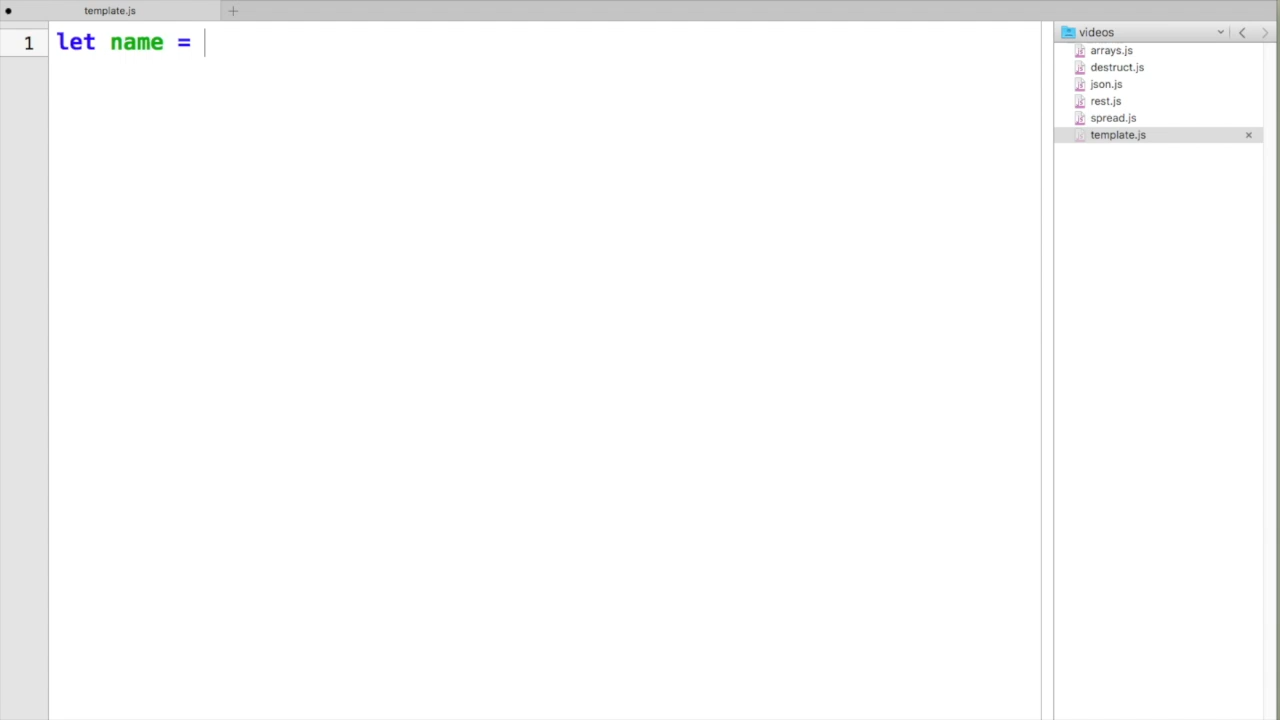 template.js
1 let name =
videos
arrays.js
destruct.js
json.js
rest.js
spread.js
template.js